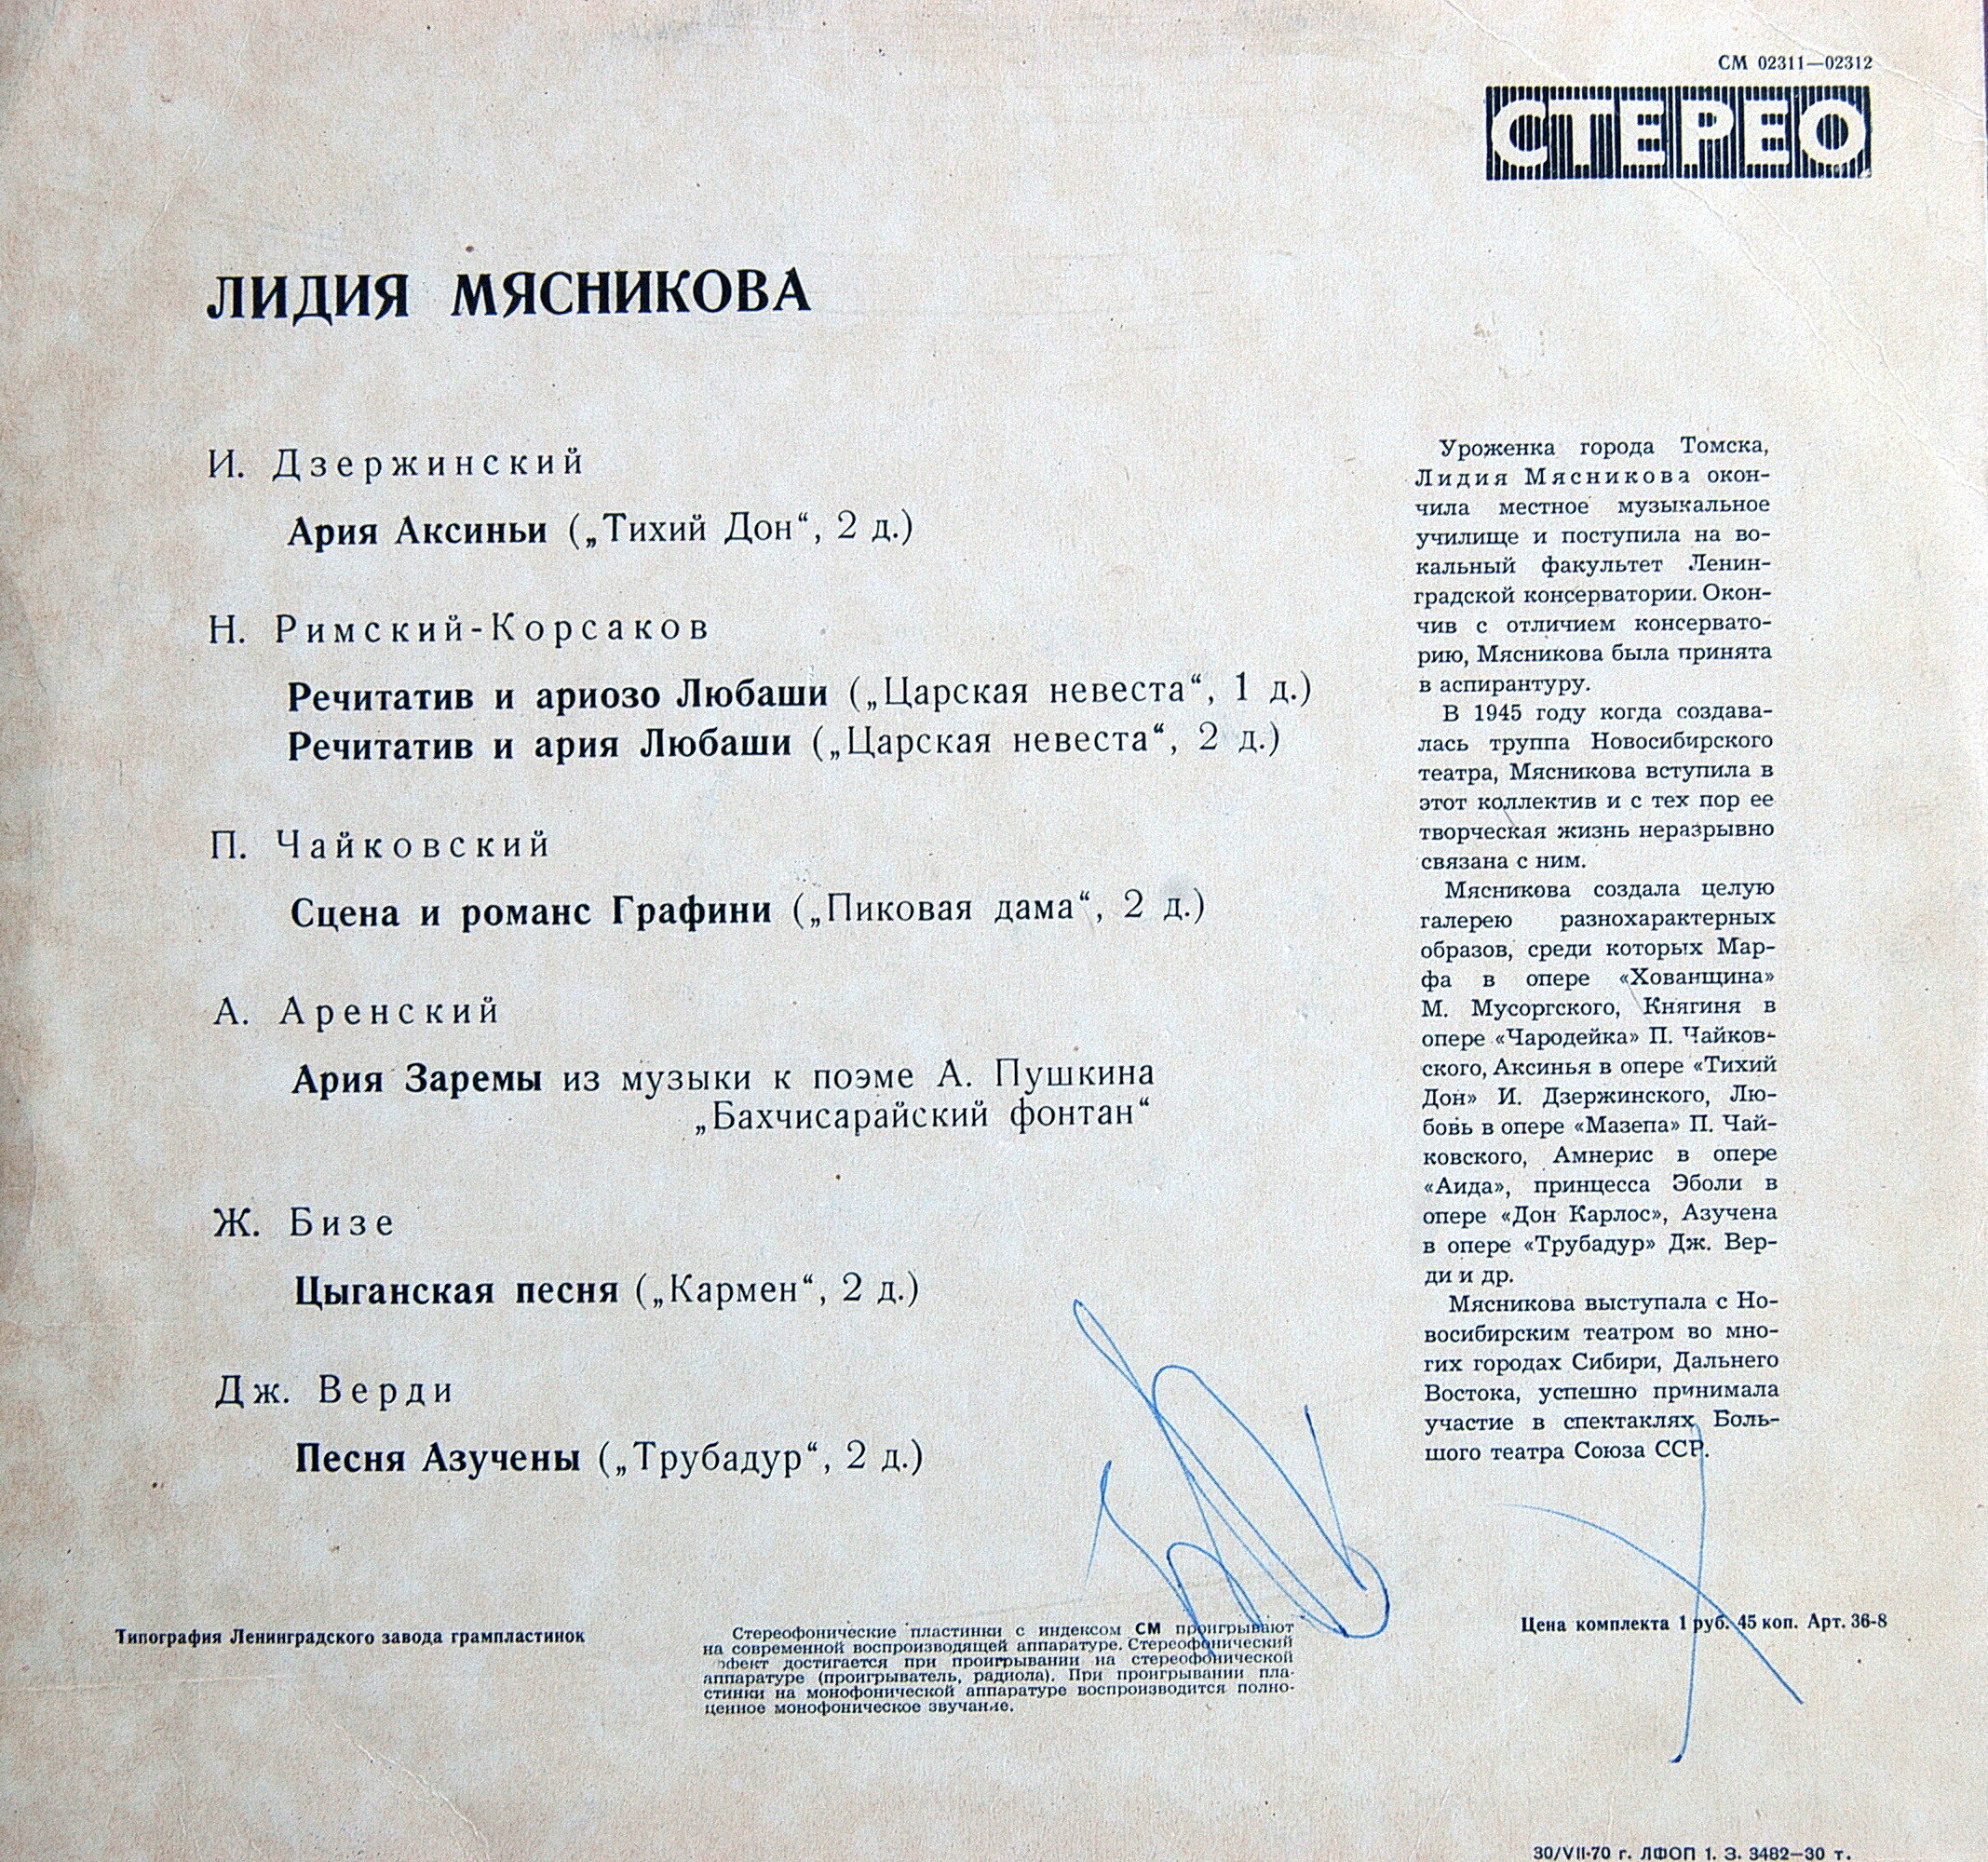 СМ 02311—02312
СТЕРЕО
ЛИДИЯ МЯСНИКОВА
И. Дзержинский
Ария Аксиньи („Тихий Дон“, 2 д.)
Н. Римский-Корсаков
Речитатив и ариозо Любаши („Царская невеста“, 1 д.)
Речитатив и ария Любаши („Царская невеста“, 2 д.)
П. Чайковский
Сцена и романс Графини („Пиковая дама“, 2 д.)
А. Аренский
Ария Заремы из музыки к поэме А. Пушкина
„Бахчисарайский фонтан“
Ж. Бизе
Цыганская песня („Кармен“, 2 д.)
Дж. Верди
Песня Азучены („Трубадур“, 2 д.)
Уроженка города Томска,
Лидия Мясникова окон-
чила местное музыкальное
училище и поступила на во-
кальный факультет Ленин-
градской консерватории. Окон-
чив с отличием консервато-
рию, Мясникова была принята
в аспирантуру.
В 1945 году когда создава-
лась труппа Новосибирского
театра, Мясникова вступила в
этот коллектив и с тех пор ее
творческая жизнь неразрывно
связана с ним.
Мясникова создала целую
галерею разнохарактерных
образов, среди которых Мар-
фа в опере «Хованщина»
М. Мусоргского, Княгиня в
опере «Чародейка» П. Чайков-
ского, Аксинья в опере «Тихий
Дон» И. Дзержинского, Лю-
бовь в опере «Мазепа» П. Чай-
ковского, Амнерис в опере
«Аида», принцесса Эболи в
опере «Дон Карлос», Азучена
в опере «Трубадур» Дж. Вер-
ди и др.
Мясникова выступала с Но-
восибирским театром во мно-
гих городах Сибири, Дальнего
Востока, успешно принимала
участие в спектаклях Боль-
шого театра Союза ССР.
Типография Ленинградского завода грампластинок
Стереофонические пластинки с индексом СМ проигрывают
на современной воспроизводящей аппаратуре. Стереофонический
эфект достигается при проигрывании на стереофонической
аппаратуре (проигрыватель, радиола). При проигрывании пла-
стинки на монофонической аппаратуре воспроизводится полно-
ценное монофоническое звучание.
Цена комплекта 1 руб. 45 коп. Арт. 36-8
30/VII-70 г. ЛФОП 1. З. 3482—30 т.